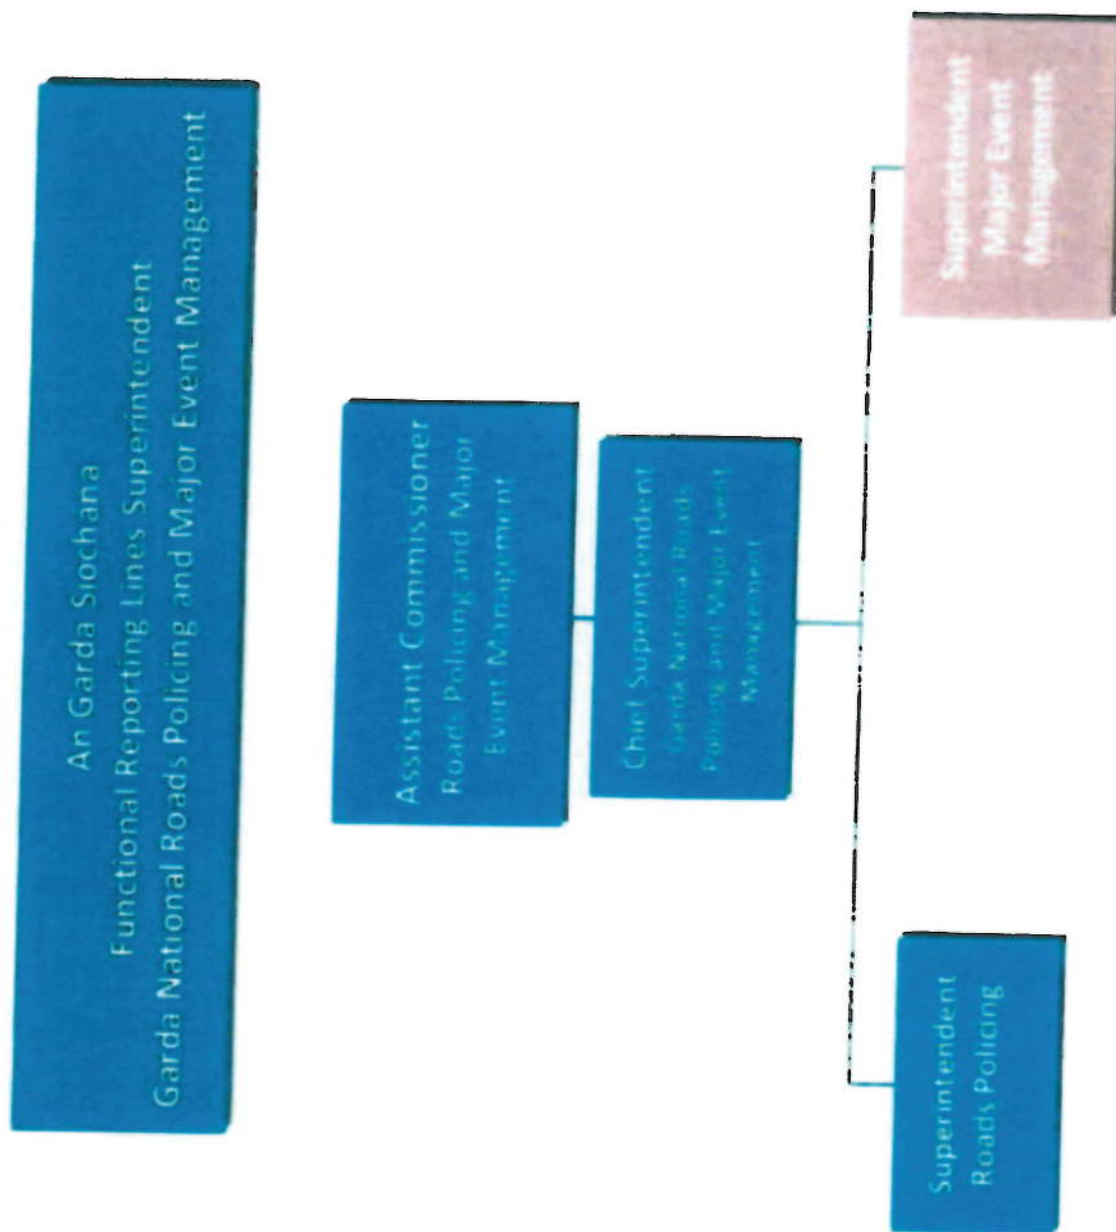 An Garda Siochana
Functional Reporting Lines Superintendent
Garda National Roads Policing and Major Event Management
Assistant Commissioner
Roads Policing and Major
Event Management
Chief Superintendent
Garda National Roads
Policing and Major Event
Management
Superintendent
Roads Policing
Superintendent
Major Event
Management